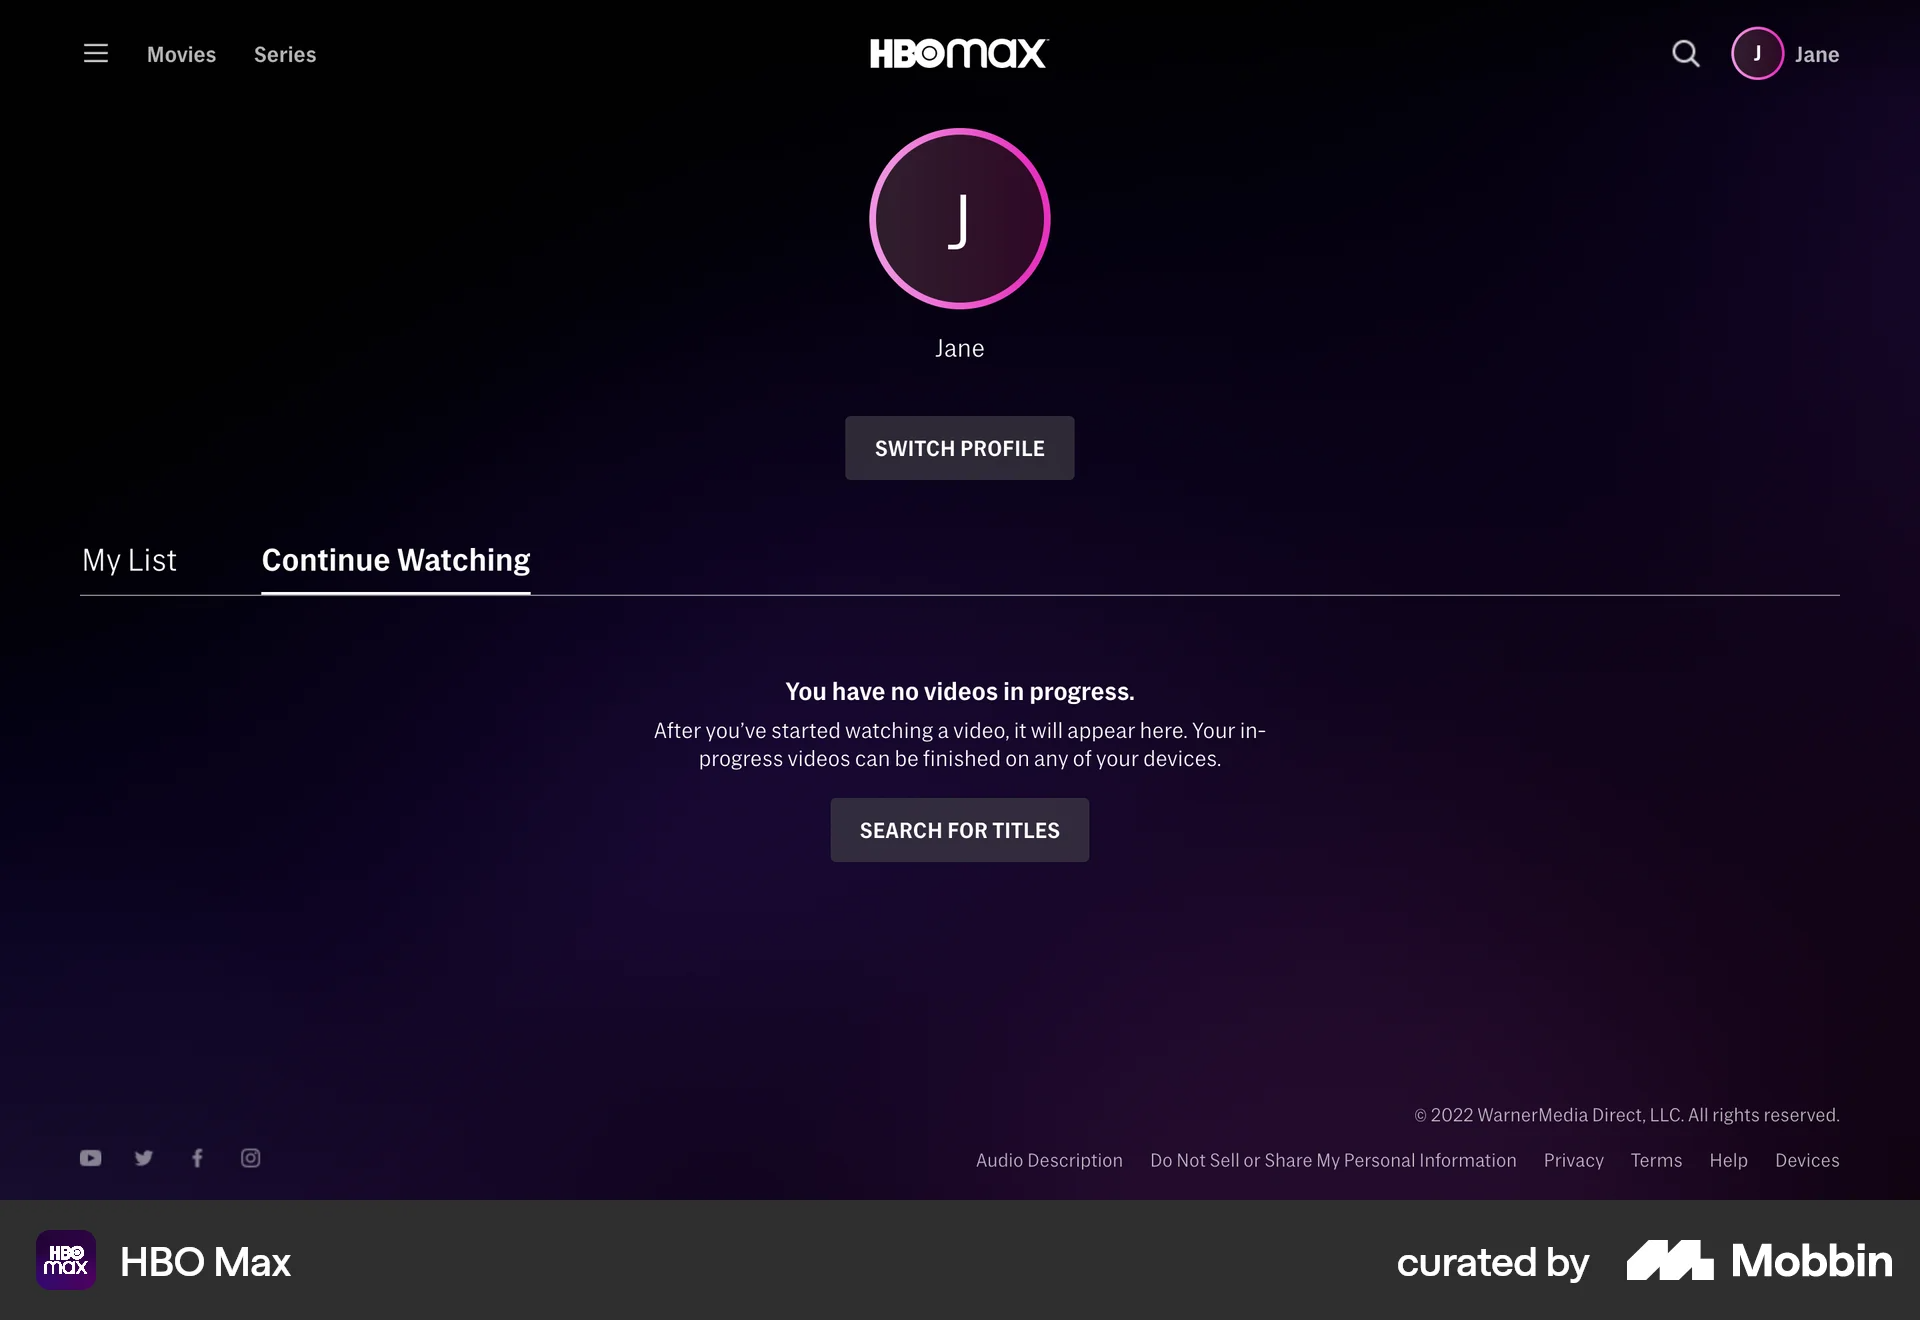 Movies Series HBOmax J Jane
J
Jane
SWITCH PROFILE
My List Continue Watching
You have no videos in progress.
After you’ve started watching a video, it will appear here. Your in-
progress videos can be finished on any of your devices.
SEARCH FOR TITLES
© 2022 WarnerMedia Direct, LLC. All rights reserved.
Audio Description Do Not Sell or Share My Personal Information Privacy Terms Help Devices
HBO
max
HBO Max
curated by Mobbin